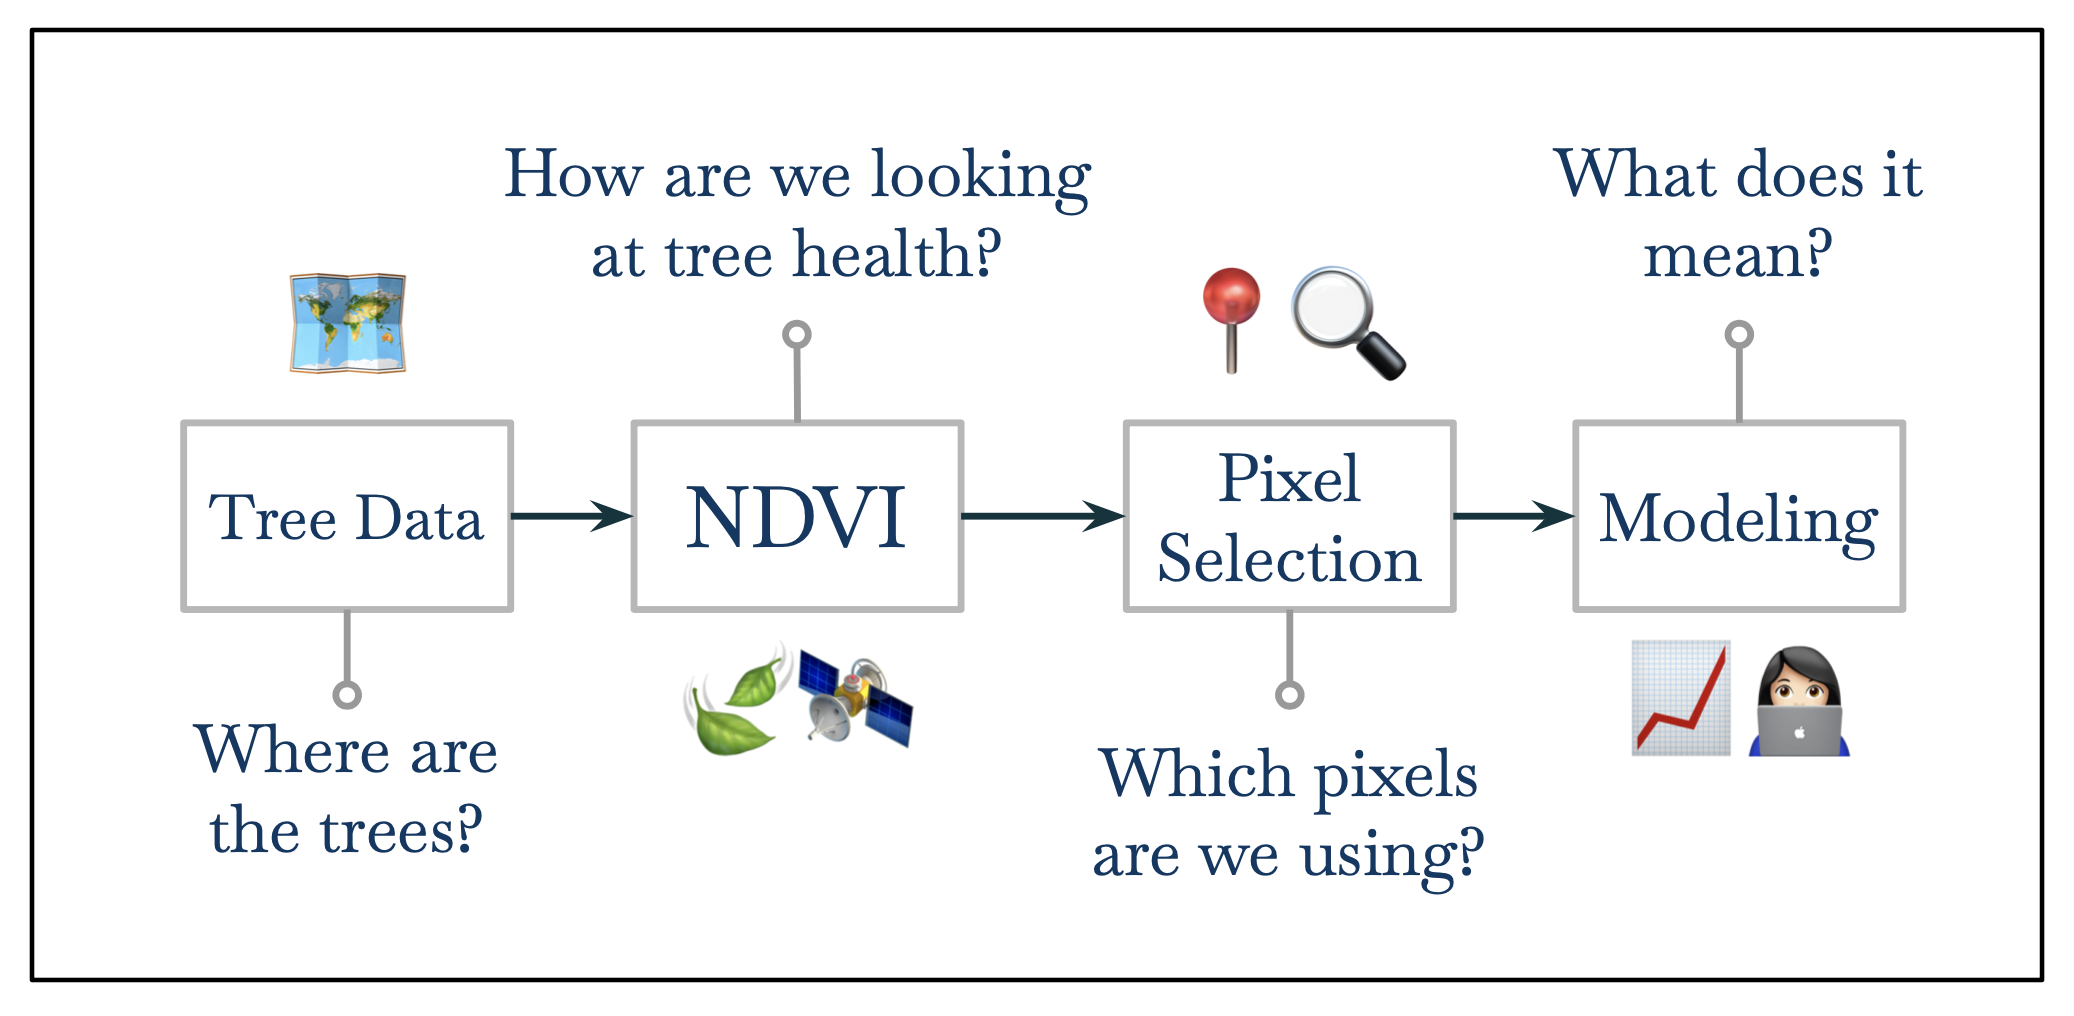 How are we looking
at tree health?
What does it
mean?
Tree Data
NDVI
Pixel
Selection
Modeling
Where are
the trees?
Which pixels
are we using?